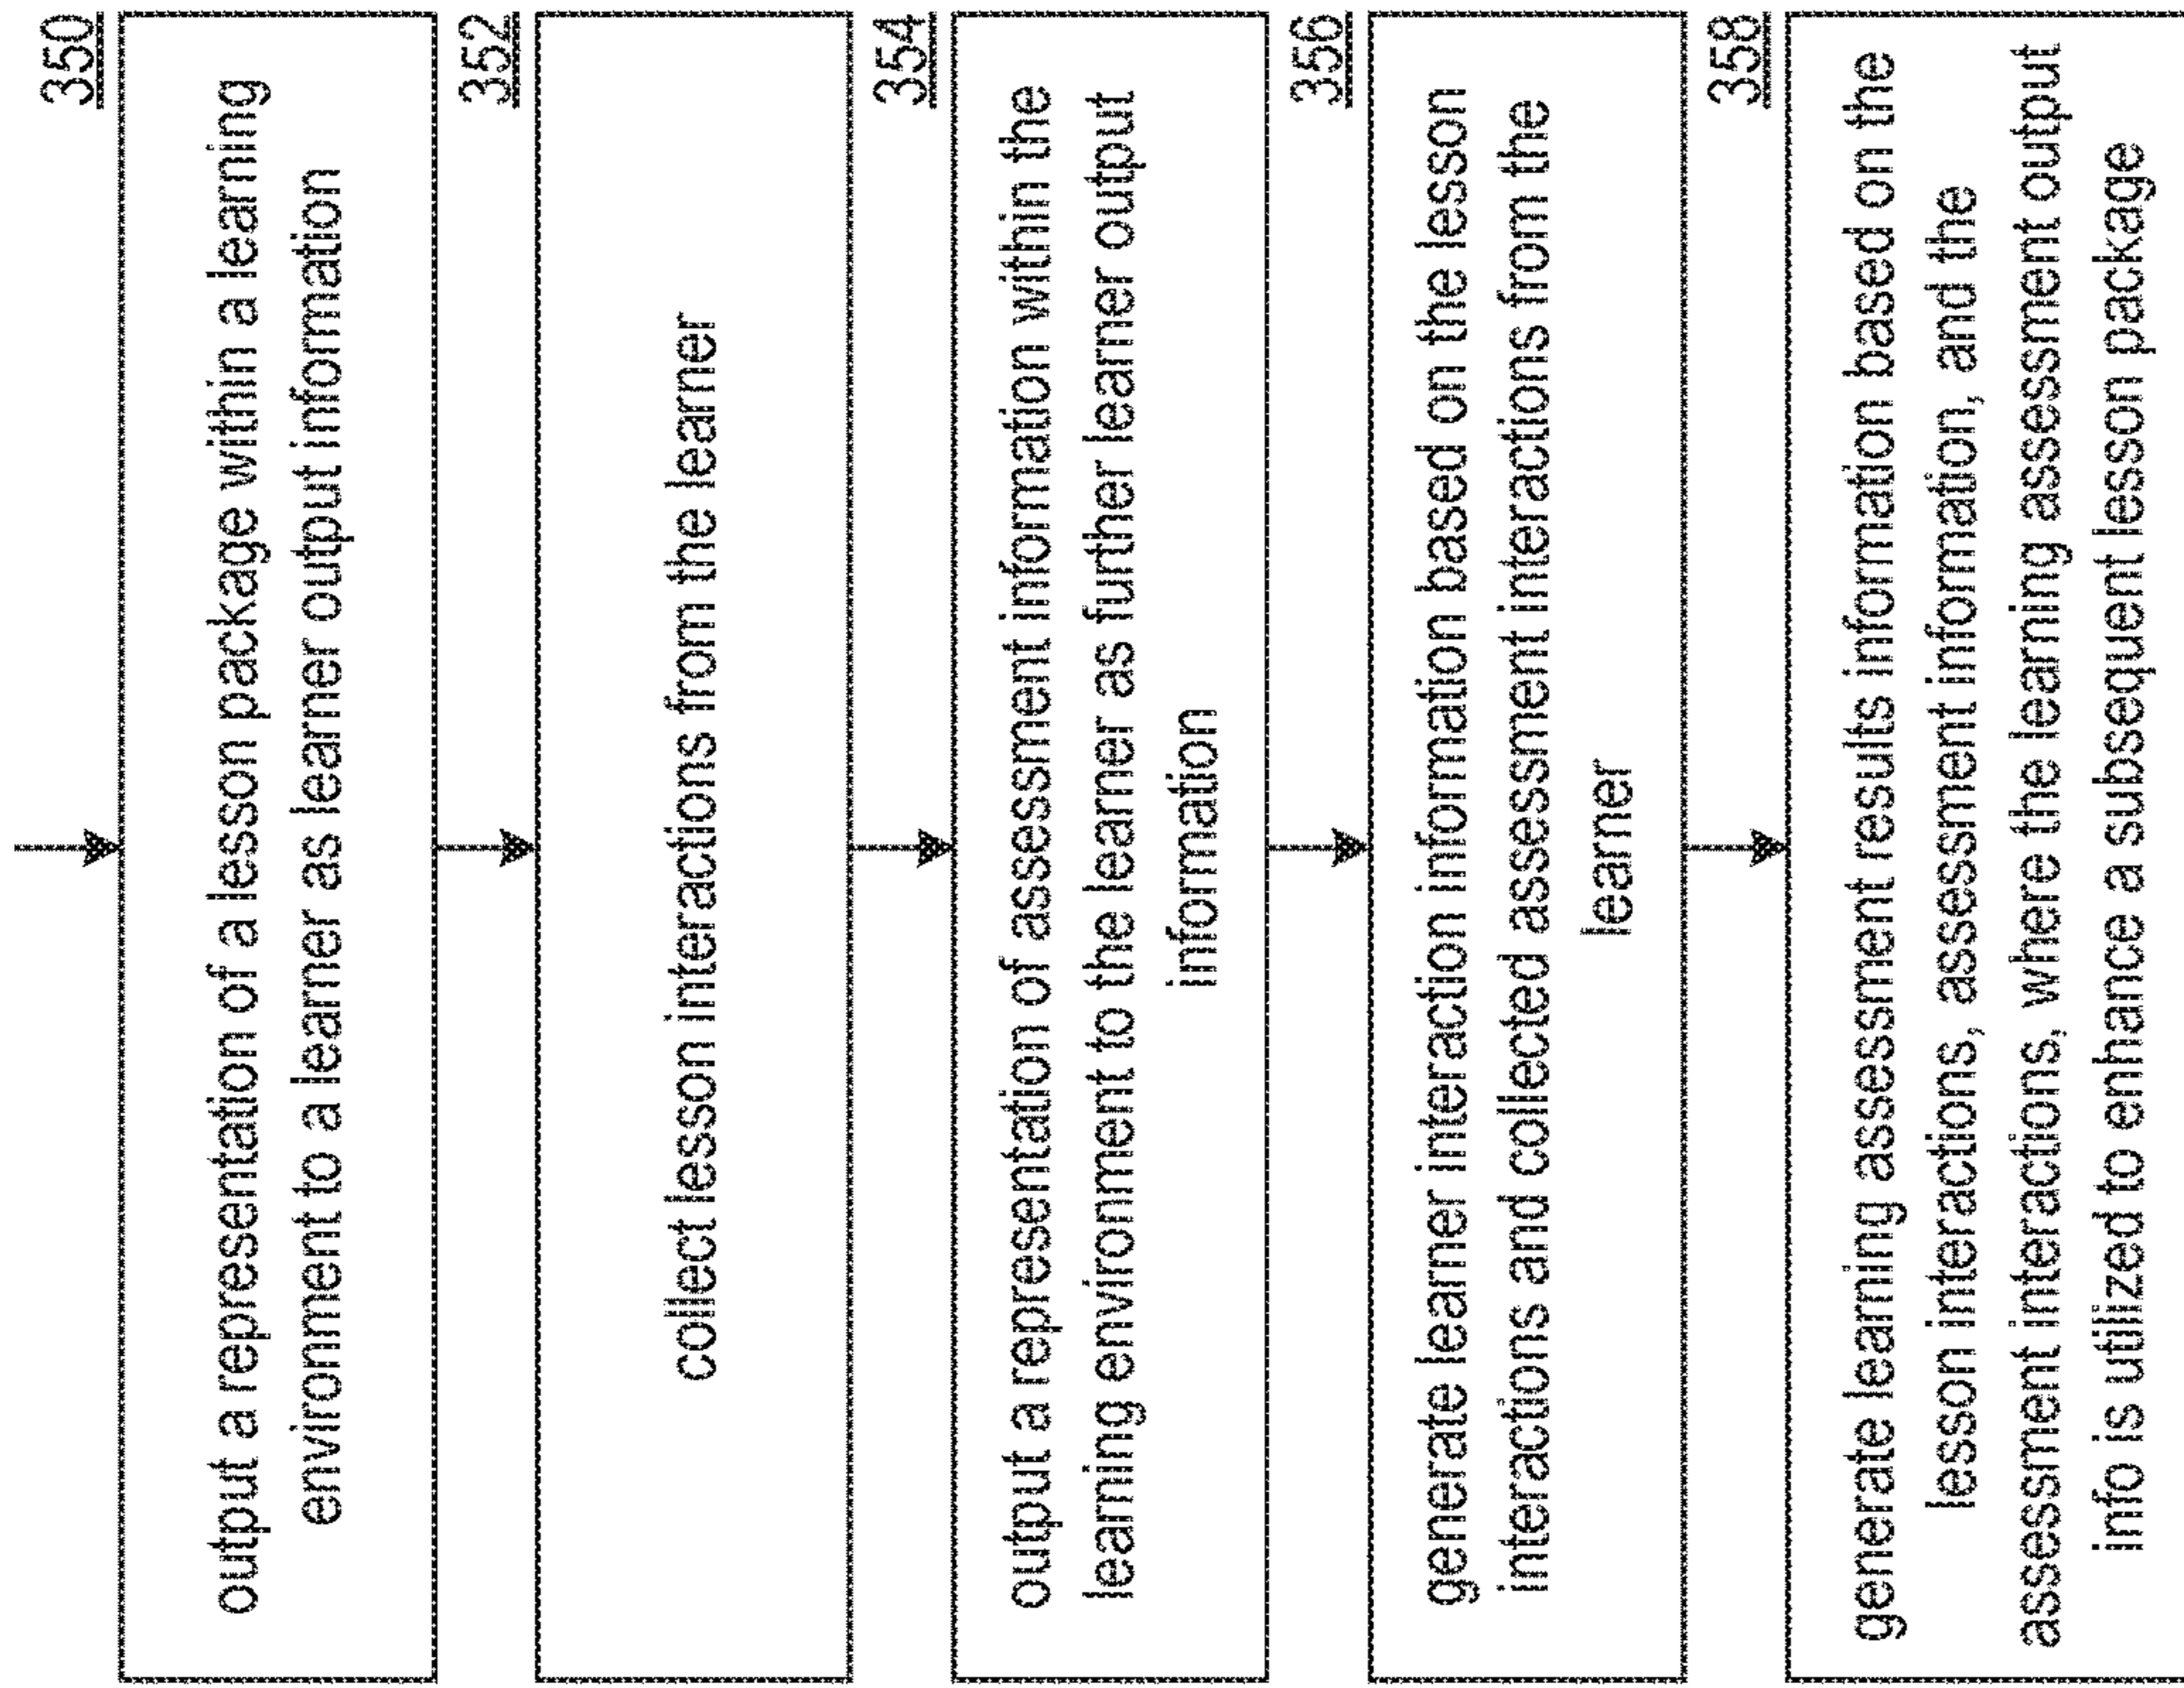 350
output a representation of a lesson package within a learning
environment to a learner as learner output information
352
collect lesson interactions from the learner
354
output a representation of assessment information within the
learning environment to the learner as further learner output
information
356
generate learner interaction information based on the lesson
interactions and collected assessment interactions from the
learner
358
generate learning assessment results information based on the
lesson interactions, assessment information, and the
assessment interactions, where the learning assessment output
info is utilized to enhance a subsequent lesson package